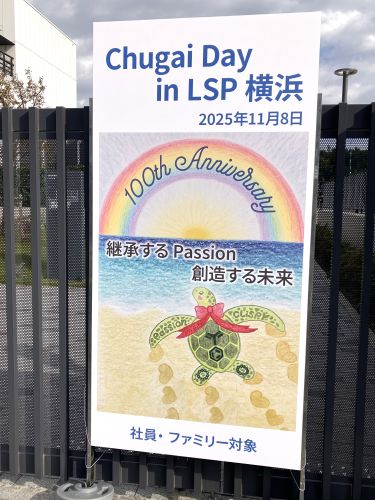 Chugai Day
in LSP 横浜
2025年11月8日
100th Anniversary
継承する Passion
創造する未来
Passion
社員・ファミリー対象